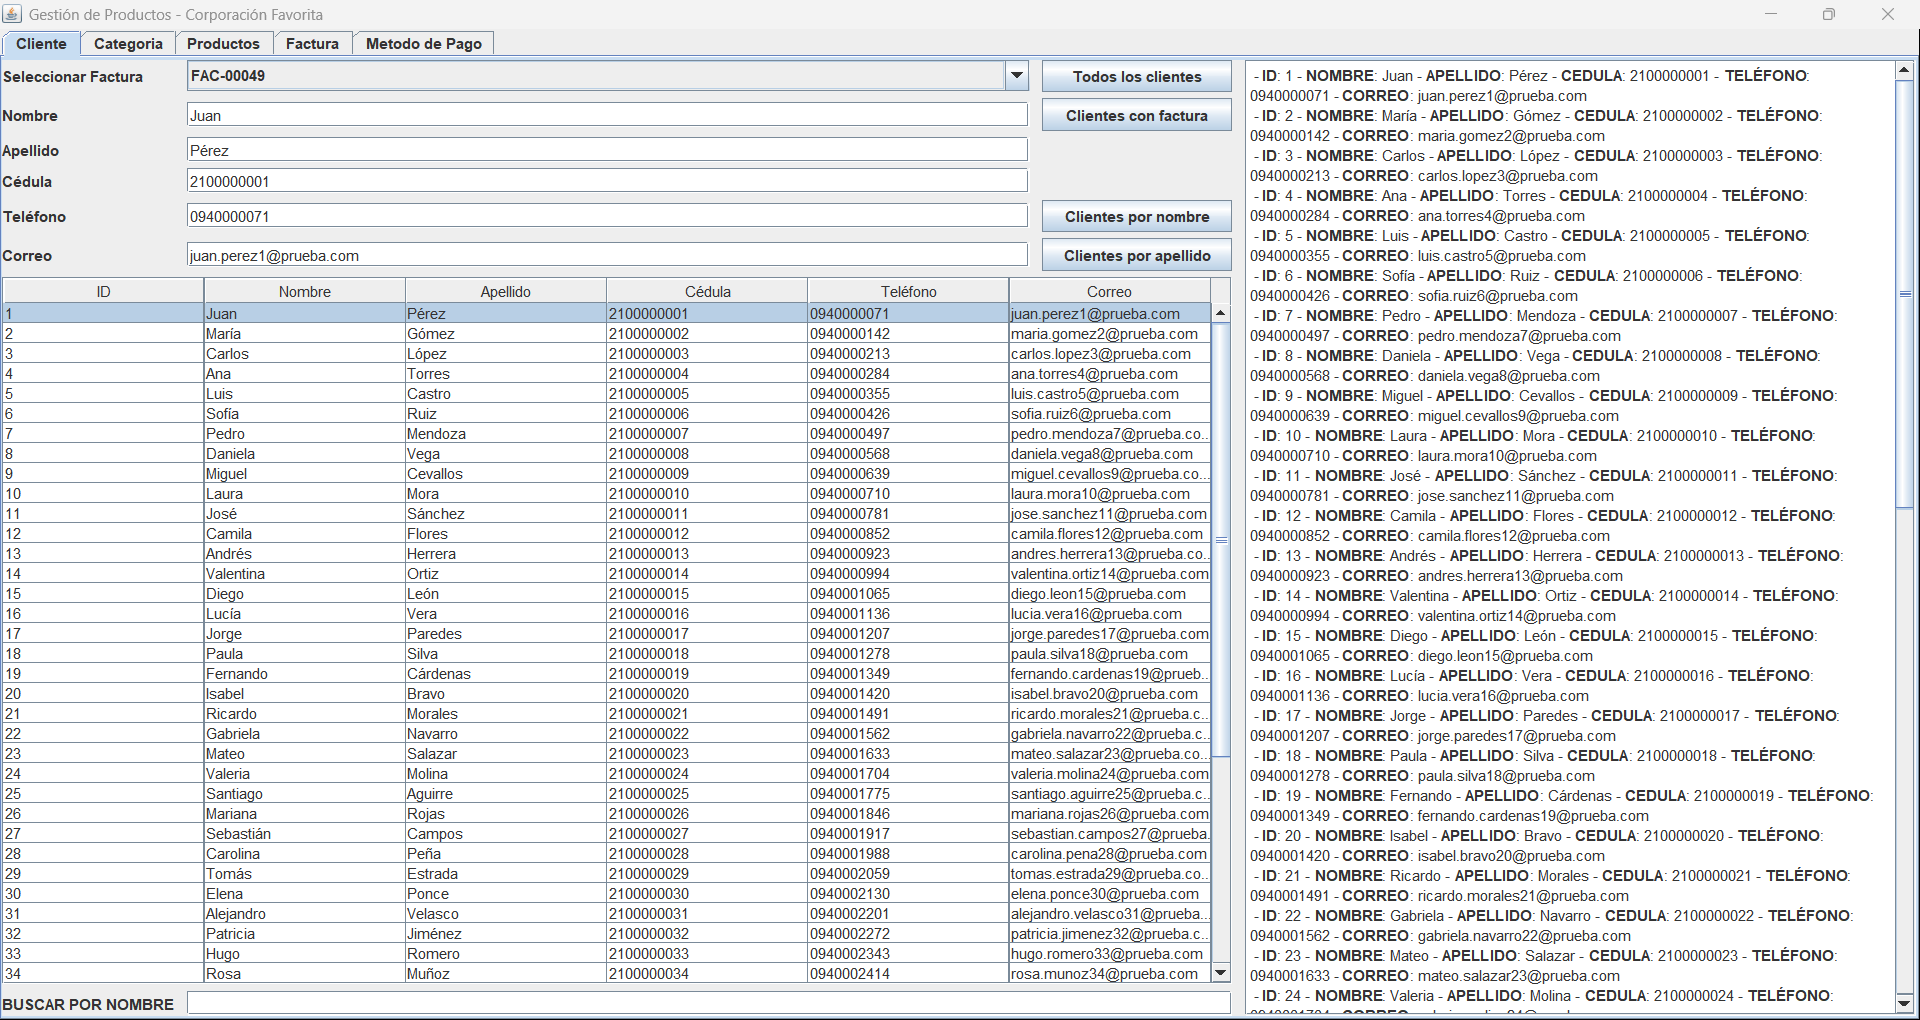 Gestión de Productos - Corporación Favorita
Cliente Categoria Productos Factura Metodo de Pago
Seleccionar Factura FAC-00049 Todos los clientes
Nombre Juan Clientes con factura
Apellido Pérez
Cédula 2100000001
Teléfono 0940000071 Clientes por nombre
Correo juan.perez1@prueba.com Clientes por apellido
ID Nombre Apellido Cédula Teléfono Correo
1 Juan Pérez 2100000001 0940000071 juan.perez1@prueba.com
2 María Gómez 2100000002 0940000142 maria.gomez2@prueba.com
3 Carlos López 2100000003 0940000213 carlos.lopez3@prueba.com
4 Ana Torres 2100000004 0940000284 ana.torres4@prueba.com
5 Luis Castro 2100000005 0940000355 luis.castro5@prueba.com
6 Sofía Ruiz 2100000006 0940000426 sofia.ruiz6@prueba.com
7 Pedro Mendoza 2100000007 0940000497 pedro.mendoza7@prueba.co...
8 Daniela Vega 2100000008 0940000568 daniela.vega8@prueba.com
9 Miguel Cevallos 2100000009 0940000639 miguel.cevallos9@prueba.co...
10 Laura Mora 2100000010 0940000710 laura.mora10@prueba.com
11 José Sánchez 2100000011 0940000781 jose.sanchez11@prueba.com
12 Camila Flores 2100000012 0940000852 camila.flores12@prueba.com
13 Andrés Herrera 2100000013 0940000923 andres.herrera13@prueba.co...
14 Valentina Ortiz 2100000014 0940000994 valentina.ortiz14@prueba.com
15 Diego León 2100000015 0940001065 diego.leon15@prueba.com
16 Lucía Vera 2100000016 0940001136 lucia.vera16@prueba.com
17 Jorge Paredes 2100000017 0940001207 jorge.paredes17@prueba.com
18 Paula Silva 2100000018 0940001278 paula.silva18@prueba.com
19 Fernando Cárdenas 2100000019 0940001349 fernando.cardenas19@prueb...
20 Isabel Bravo 2100000020 0940001420 isabel.bravo20@prueba.com
21 Ricardo Morales 2100000021 0940001491 ricardo.morales21@prueba.c...
22 Gabriela Navarro 2100000022 0940001562 gabriela.navarro22@prueba.c...
23 Mateo Salazar 2100000023 0940001633 mateo.salazar23@prueba.co...
24 Valeria Molina 2100000024 0940001704 valeria.molina24@prueba.com
25 Santiago Aguirre 2100000025 0940001775 santiago.aguirre25@prueba.c...
26 Mariana Rojas 2100000026 0940001846 mariana.rojas26@prueba.com
27 Sebastián Campos 2100000027 0940001917 sebastian.campos27@prueba...
28 Carolina Peña 2100000028 0940001988 carolina.pena28@prueba.com
29 Tomás Estrada 2100000029 0940002059 tomas.estrada29@prueba.co...
30 Elena Ponce 2100000030 0940002130 elena.ponce30@prueba.com
31 Alejandro Velasco 2100000031 0940002201 alejandro.velasco31@prueba...
32 Patricia Jiménez 2100000032 0940002272 patricia.jimenez32@prueba.c...
33 Hugo Romero 2100000033 0940002343 hugo.romero33@prueba.com
34 Rosa Muñoz 2100000034 0940002414 rosa.munoz34@prueba.com
BUSCAR POR NOMBRE
- ID: 1 - NOMBRE: Juan - APELLIDO: Pérez - CEDULA: 2100000001 - TELÉFONO:
0940000071 - CORREO: juan.perez1@prueba.com
- ID: 2 - NOMBRE: María - APELLIDO: Gómez - CEDULA: 2100000002 - TELÉFONO:
0940000142 - CORREO: maria.gomez2@prueba.com
- ID: 3 - NOMBRE: Carlos - APELLIDO: López - CEDULA: 2100000003 - TELÉFONO:
0940000213 - CORREO: carlos.lopez3@prueba.com
- ID: 4 - NOMBRE: Ana - APELLIDO: Torres - CEDULA: 2100000004 - TELÉFONO:
0940000284 - CORREO: ana.torres4@prueba.com
- ID: 5 - NOMBRE: Luis - APELLIDO: Castro - CEDULA: 2100000005 - TELÉFONO:
0940000355 - CORREO: luis.castro5@prueba.com
- ID: 6 - NOMBRE: Sofía - APELLIDO: Ruiz - CEDULA: 2100000006 - TELÉFONO:
0940000426 - CORREO: sofia.ruiz6@prueba.com
- ID: 7 - NOMBRE: Pedro - APELLIDO: Mendoza - CEDULA: 2100000007 - TELÉFONO:
0940000497 - CORREO: pedro.mendoza7@prueba.com
- ID: 8 - NOMBRE: Daniela - APELLIDO: Vega - CEDULA: 2100000008 - TELÉFONO:
0940000568 - CORREO: daniela.vega8@prueba.com
- ID: 9 - NOMBRE: Miguel - APELLIDO: Cevallos - CEDULA: 2100000009 - TELÉFONO:
0940000639 - CORREO: miguel.cevallos9@prueba.com
- ID: 10 - NOMBRE: Laura - APELLIDO: Mora - CEDULA: 2100000010 - TELÉFONO:
0940000710 - CORREO: laura.mora10@prueba.com
- ID: 11 - NOMBRE: José - APELLIDO: Sánchez - CEDULA: 2100000011 - TELÉFONO:
0940000781 - CORREO: jose.sanchez11@prueba.com
- ID: 12 - NOMBRE: Camila - APELLIDO: Flores - CEDULA: 2100000012 - TELÉFONO:
0940000852 - CORREO: camila.flores12@prueba.com
- ID: 13 - NOMBRE: Andrés - APELLIDO: Herrera - CEDULA: 2100000013 - TELÉFONO:
0940000923 - CORREO: andres.herrera13@prueba.com
- ID: 14 - NOMBRE: Valentina - APELLIDO: Ortiz - CEDULA: 2100000014 - TELÉFONO:
0940000994 - CORREO: valentina.ortiz14@prueba.com
- ID: 15 - NOMBRE: Diego - APELLIDO: León - CEDULA: 2100000015 - TELÉFONO:
0940001065 - CORREO: diego.leon15@prueba.com
- ID: 16 - NOMBRE: Lucía - APELLIDO: Vera - CEDULA: 2100000016 - TELÉFONO:
0940001136 - CORREO: lucia.vera16@prueba.com
- ID: 17 - NOMBRE: Jorge - APELLIDO: Paredes - CEDULA: 2100000017 - TELÉFONO:
0940001207 - CORREO: jorge.paredes17@prueba.com
- ID: 18 - NOMBRE: Paula - APELLIDO: Silva - CEDULA: 2100000018 - TELÉFONO:
0940001278 - CORREO: paula.silva18@prueba.com
- ID: 19 - NOMBRE: Fernando - APELLIDO: Cárdenas - CEDULA: 2100000019 - TELÉFONO:
0940001349 - CORREO: fernando.cardenas19@prueba.com
- ID: 20 - NOMBRE: Isabel - APELLIDO: Bravo - CEDULA: 2100000020 - TELÉFONO:
0940001420 - CORREO: isabel.bravo20@prueba.com
- ID: 21 - NOMBRE: Ricardo - APELLIDO: Morales - CEDULA: 2100000021 - TELÉFONO:
0940001491 - CORREO: ricardo.morales21@prueba.com
- ID: 22 - NOMBRE: Gabriela - APELLIDO: Navarro - CEDULA: 2100000022 - TELÉFONO:
0940001562 - CORREO: gabriela.navarro22@prueba.com
- ID: 23 - NOMBRE: Mateo - APELLIDO: Salazar - CEDULA: 2100000023 - TELÉFONO:
0940001633 - CORREO: mateo.salazar23@prueba.com
- ID: 24 - NOMBRE: Valeria - APELLIDO: Molina - CEDULA: 2100000024 - TELÉFONO: